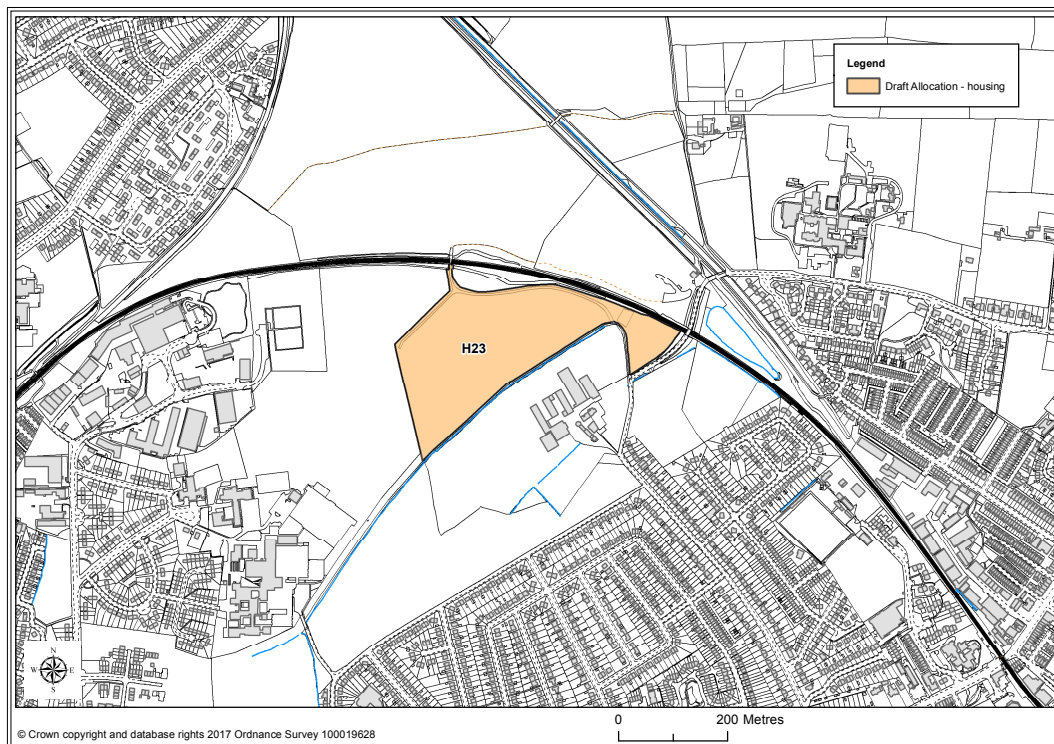 Legend
Draft Allocation - housing
H23
N
W E
S
0 200 Metres
© Crown copyright and database rights 2017 Ordnance Survey 100019628